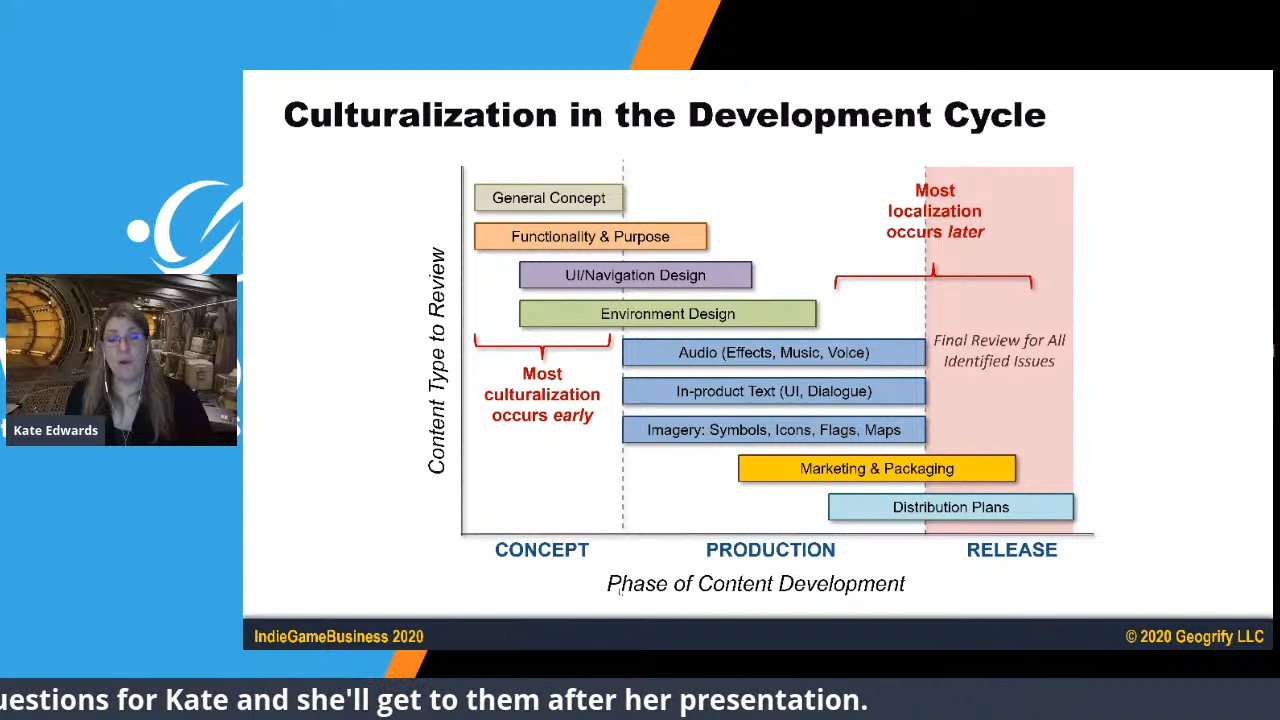 Culturalization in the Development Cycle
General Concept
Functionality & Purpose
UI/Navigation Design
Environment Design
Audio (Effects, Music, Voice)
In-product Text (UI, Dialogue)
Imagery: Symbols, Icons, Flags, Maps
Marketing & Packaging
Distribution Plans
Most
culturalization
occurs early
Most
localization
occurs later
Final Review for All
Identified Issues
Content Type to Review
CONCEPT
PRODUCTION
RELEASE
Phase of Content Development
Kate Edwards
IndieGameBusiness 2020
© 2020 Geogrify LLC
uestions for Kate and she'll get to them after her presentation.